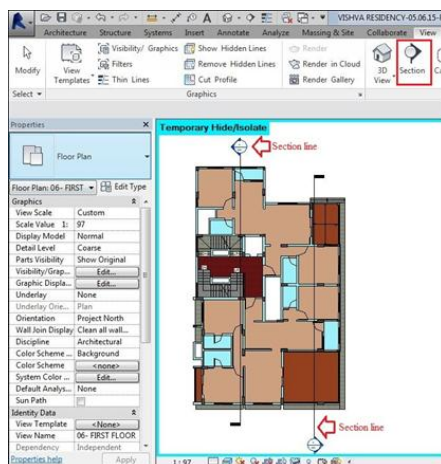 VISHVA RESIDENCY-05.06.15-
Architecture Structure Systems Insert Annotate Analyze Massing & Site Collaborate View
Modify
View Templates
Visibility/ Graphics
Filters
Thin Lines
Show Hidden Lines
Remove Hidden Lines
Cut Profile
Render
Render in Cloud
Render Gallery
3D View
Section
Select
Graphics
Properties
Floor Plan
Floor Plan: 06- FIRST
Edit Type
Graphics
View Scale Custom
Scale Value 1: 97
Display Model Normal
Detail Level Coarse
Parts Visibility Show Original
Visibility/Grap... Edit...
Graphic Displa... Edit...
Underlay None
Underlay Orie... Plan
Orientation Project North
Wall Join Display Clean all wall...
Discipline Architectural
Color Scheme ... Background
Color Scheme <none>
System Color ... Edit...
Default Analys... None
Sun Path
Identity Data
View Template <None>
View Name 06- FIRST FLOOR
Dependency Independent
Properties help
Apply
Temporary Hide/Isolate
Section line
Section line
1 : 97